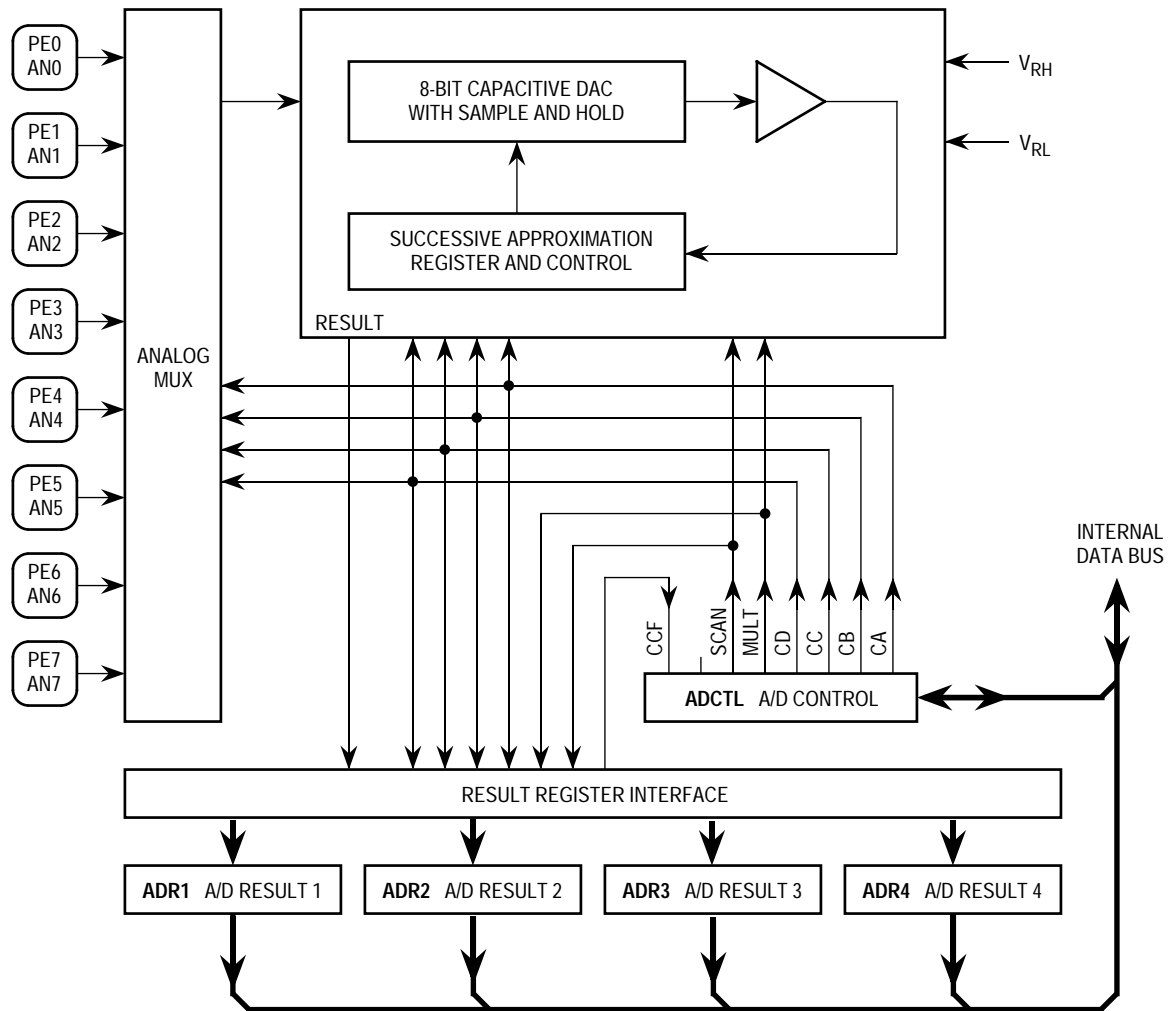 PE0
AN0
PE1
AN1
PE2
AN2
PE3
AN3
PE4
AN4
PE5
AN5
PE6
AN6
PE7
AN7
ANALOG
MUX
8-BIT CAPACITIVE DAC
WITH SAMPLE AND HOLD
SUCCESSIVE APPROXIMATION
REGISTER AND CONTROL
RESULT
VRH
VRL
INTERNAL
DATA BUS
CCF
SCAN
MULT
CD
CC
CB
CA
ADCTL A/D CONTROL
RESULT REGISTER INTERFACE
ADR1 A/D RESULT 1
ADR2 A/D RESULT 2
ADR3 A/D RESULT 3
ADR4 A/D RESULT 4